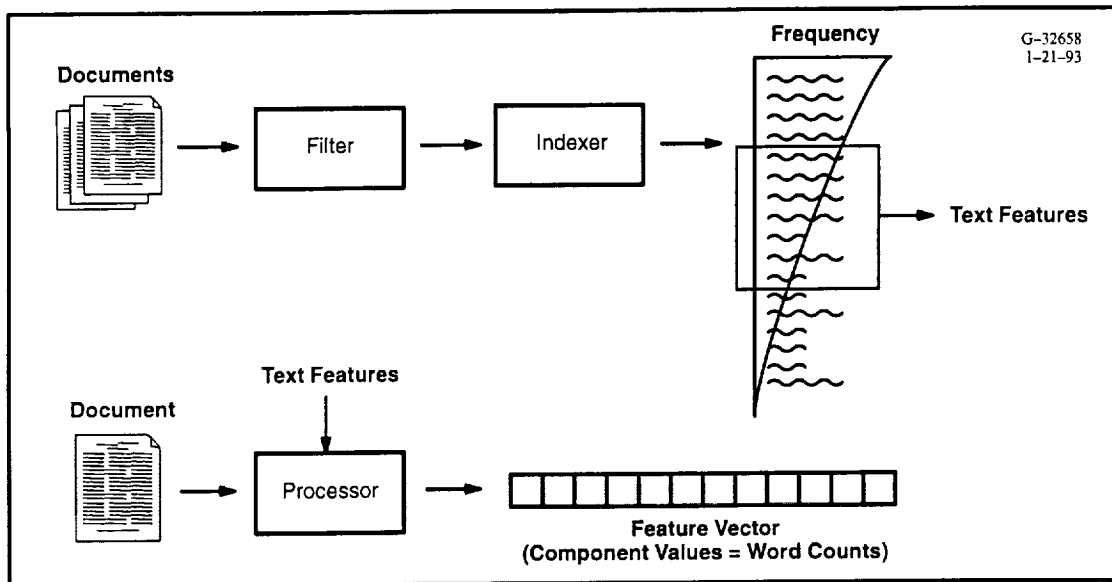 Frequency
G-32658
1-21-93
Documents
Filter
Indexer
Text Features
Text Features
Document
Processor
Feature Vector
(Component Values = Word Counts)